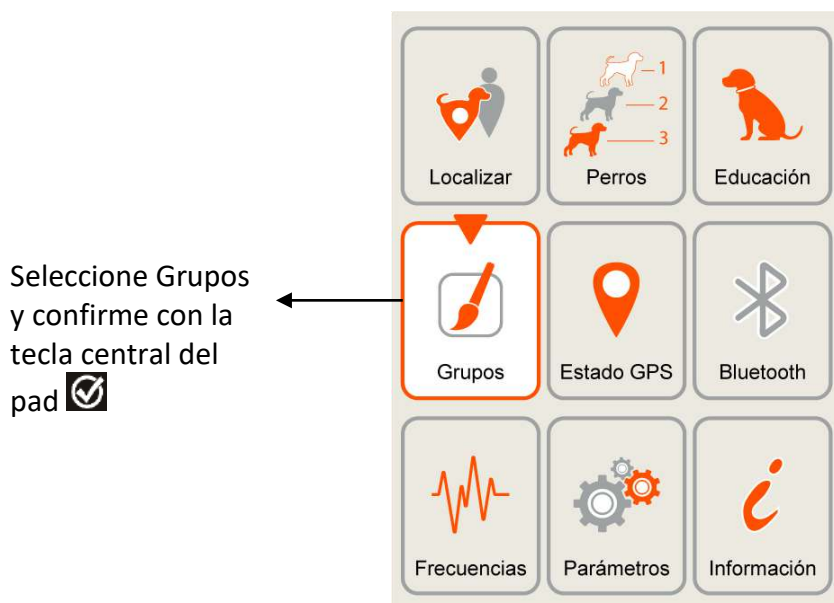 1
2
3
Localizar
Perros
Educación
Seleccione Grupos
y confirme con la
tecla central del
pad
Grupos
Estado GPS
Bluetooth
Frecuencias
Parámetros
Información